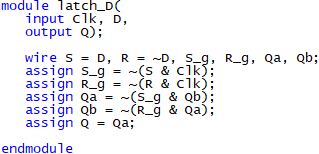 module latch_D(
input Clk, D,
output Q);
wire S = D, R = ~D, S_g, R_g, Qa, Qb;
assign S_g = ~(S & Clk);
assign R_g = ~(R & Clk);
assign Qa = ~(S_g & Qb);
assign Qb = ~(R_g & Qa);
assign Q = Qa;
endmodule